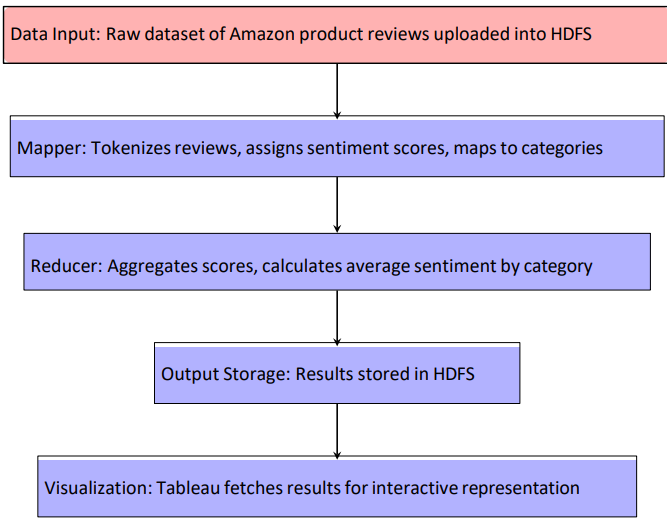 Data Input: Raw dataset of Amazon product reviews uploaded into HDFS
Mapper: Tokenizes reviews, assigns sentiment scores, maps to categories
Reducer: Aggregates scores, calculates average sentiment by category
Output Storage: Results stored in HDFS
Visualization: Tableau fetches results for interactive representation